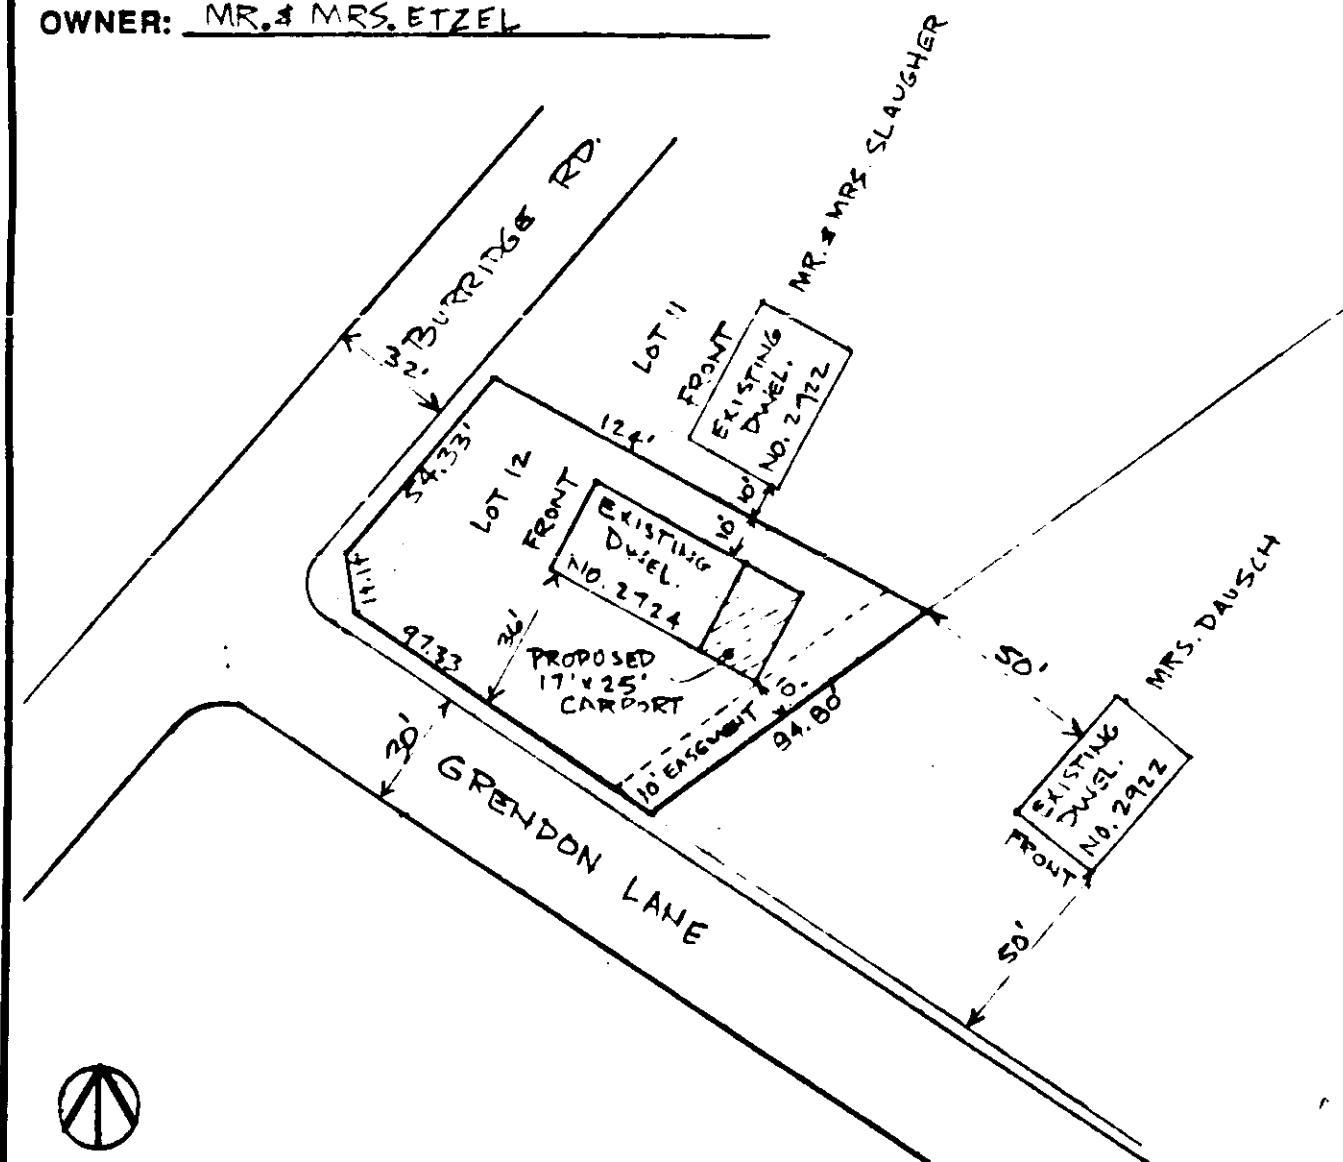 OWNER: MR. & MRS. ETZEL
MR. & MRS. SLAUGHER
BURRIDGE RD.
32'
LOT 11
FRONT
EXISTING
DWEL.
NO. 2922
124'
54.33'
LOT 12
FRONT
EXISTING
DWEL.
NO. 2924
10'
10'
14.14
97.33
36'
PROPOSED
17' x 25'
CARPORT
10' EASEMENT
94.80
50'
MRS. DAUSCH
EXISTING
DWEL.
NO. 2922
FRONT
50'
30'
GRENDON LANE